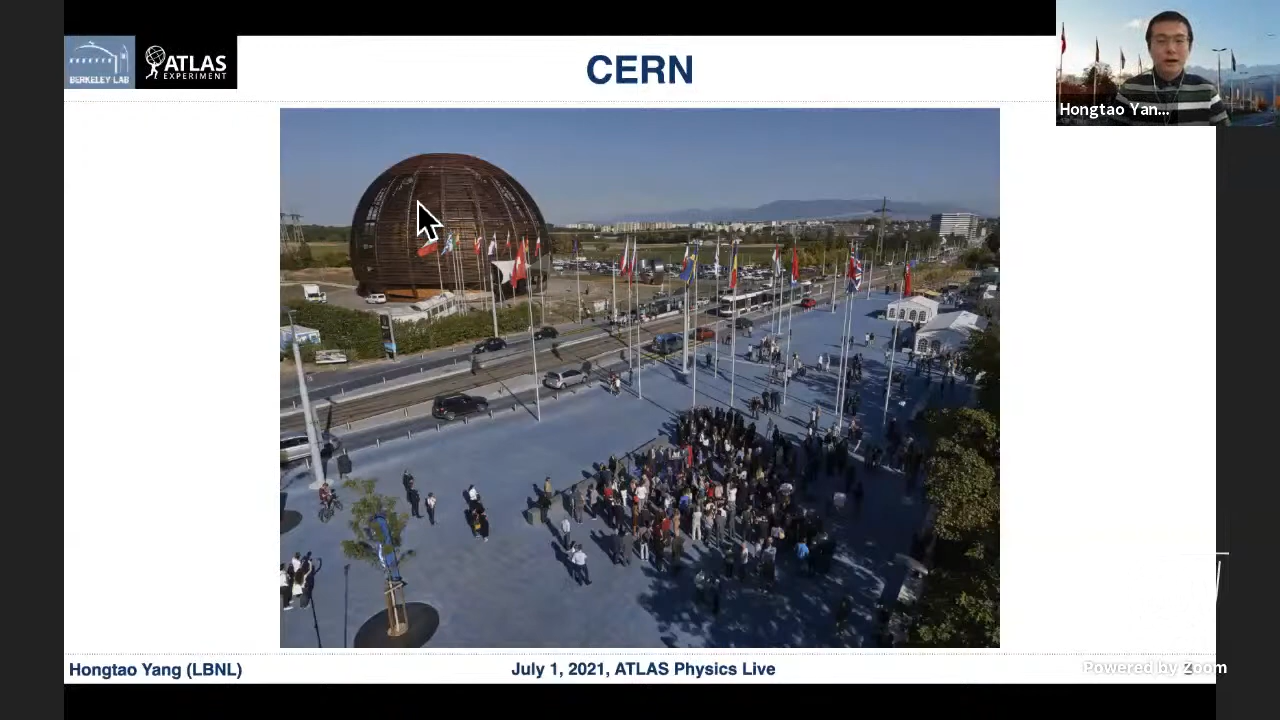 BERKELEY LAB
ATLAS
EXPERIMENT
CERN
Hongtao Yan...
Hongtao Yang (LBNL)
July 1, 2021, ATLAS Physics Live
Powered by zoom